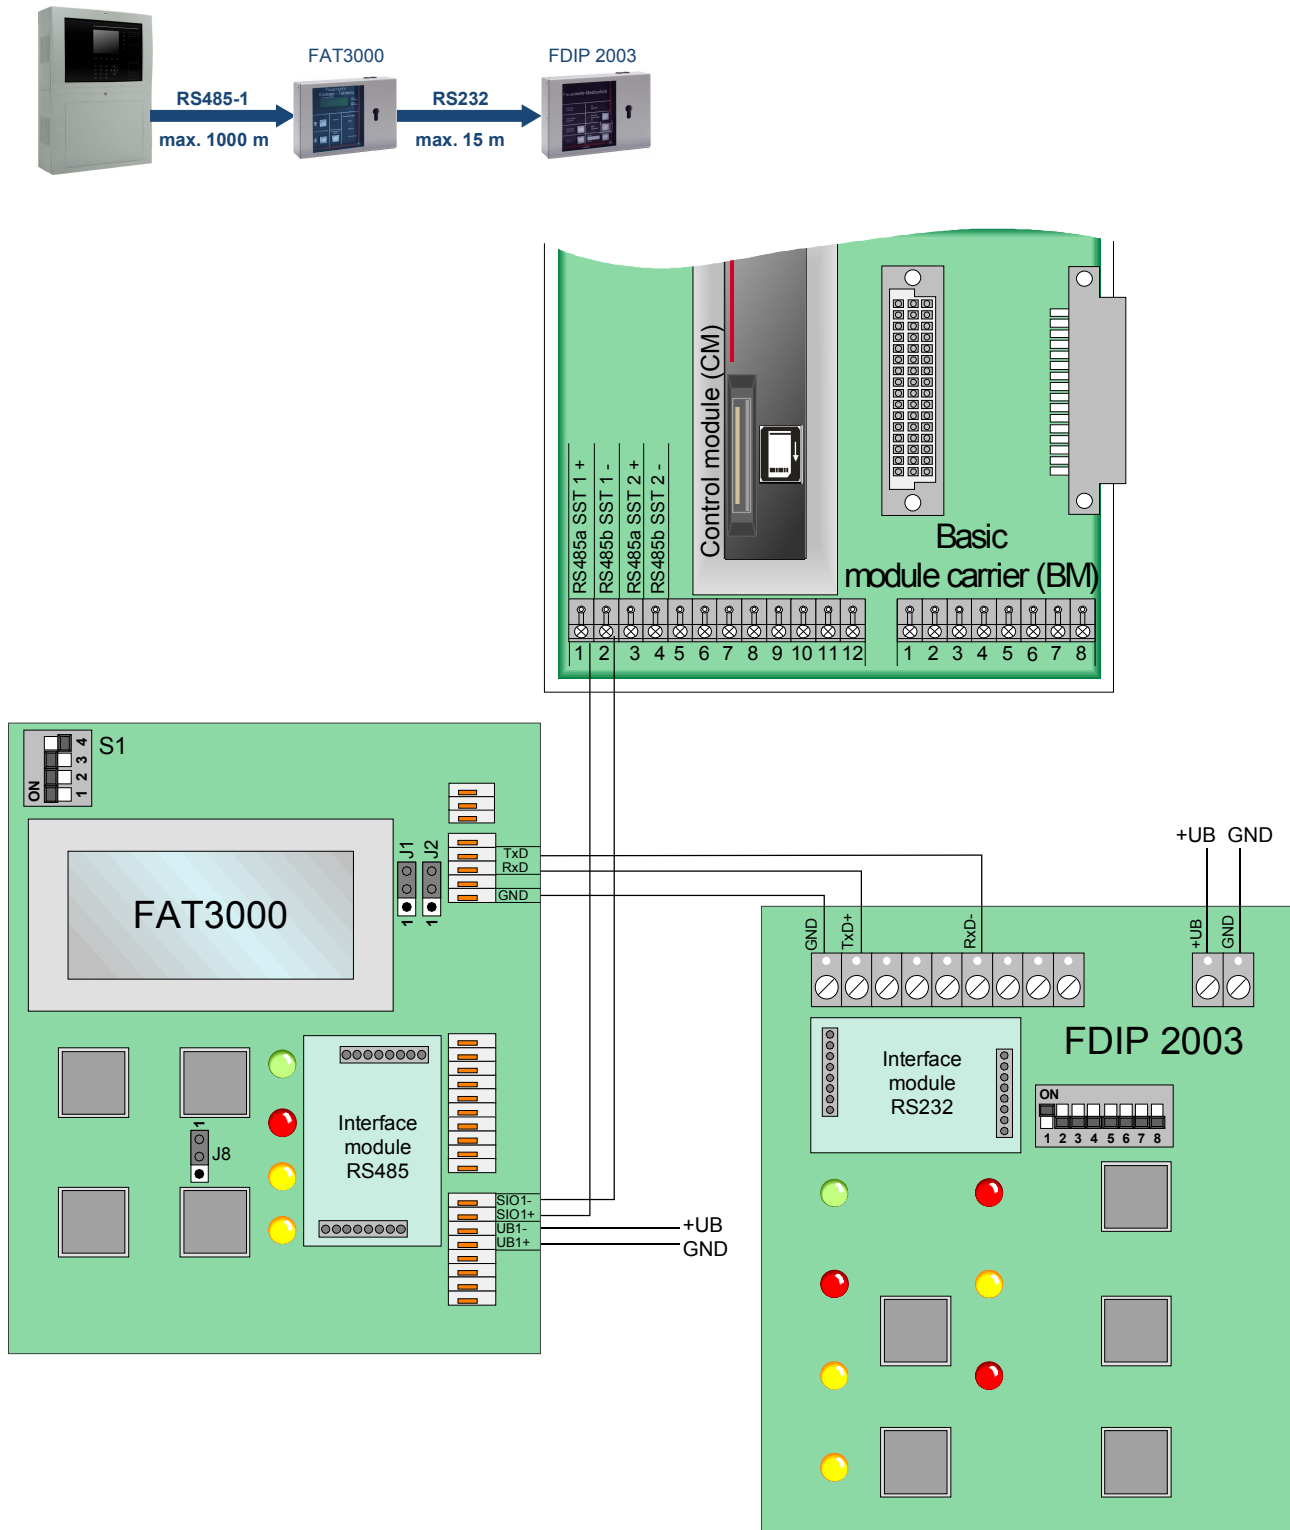 FAT3000
FDIP 2003
RS485-1
max. 1000 m
RS232
max. 15 m
Control module (CM)
RS485a SST 1 +
RS485b SST 1 -
RS485a SST 2 +
RS485b SST 2 -
Basic
module carrier (BM)
1 2 3 4 5 6 7 8 9 10 11 12
1 2 3 4 5 6 7 8
S1
ON
1 2 3 4
FAT3000
J1
J2
1
1
TxD
RxD
GND
Interface
module
RS485
1
J8
SIO1-
SIO1+
UB1-
UB1+
+UB
GND
+UB GND
GND
TxD+
RxD-
+UB
GND
FDIP 2003
Interface
module
RS232
ON
1 2 3 4 5 6 7 8